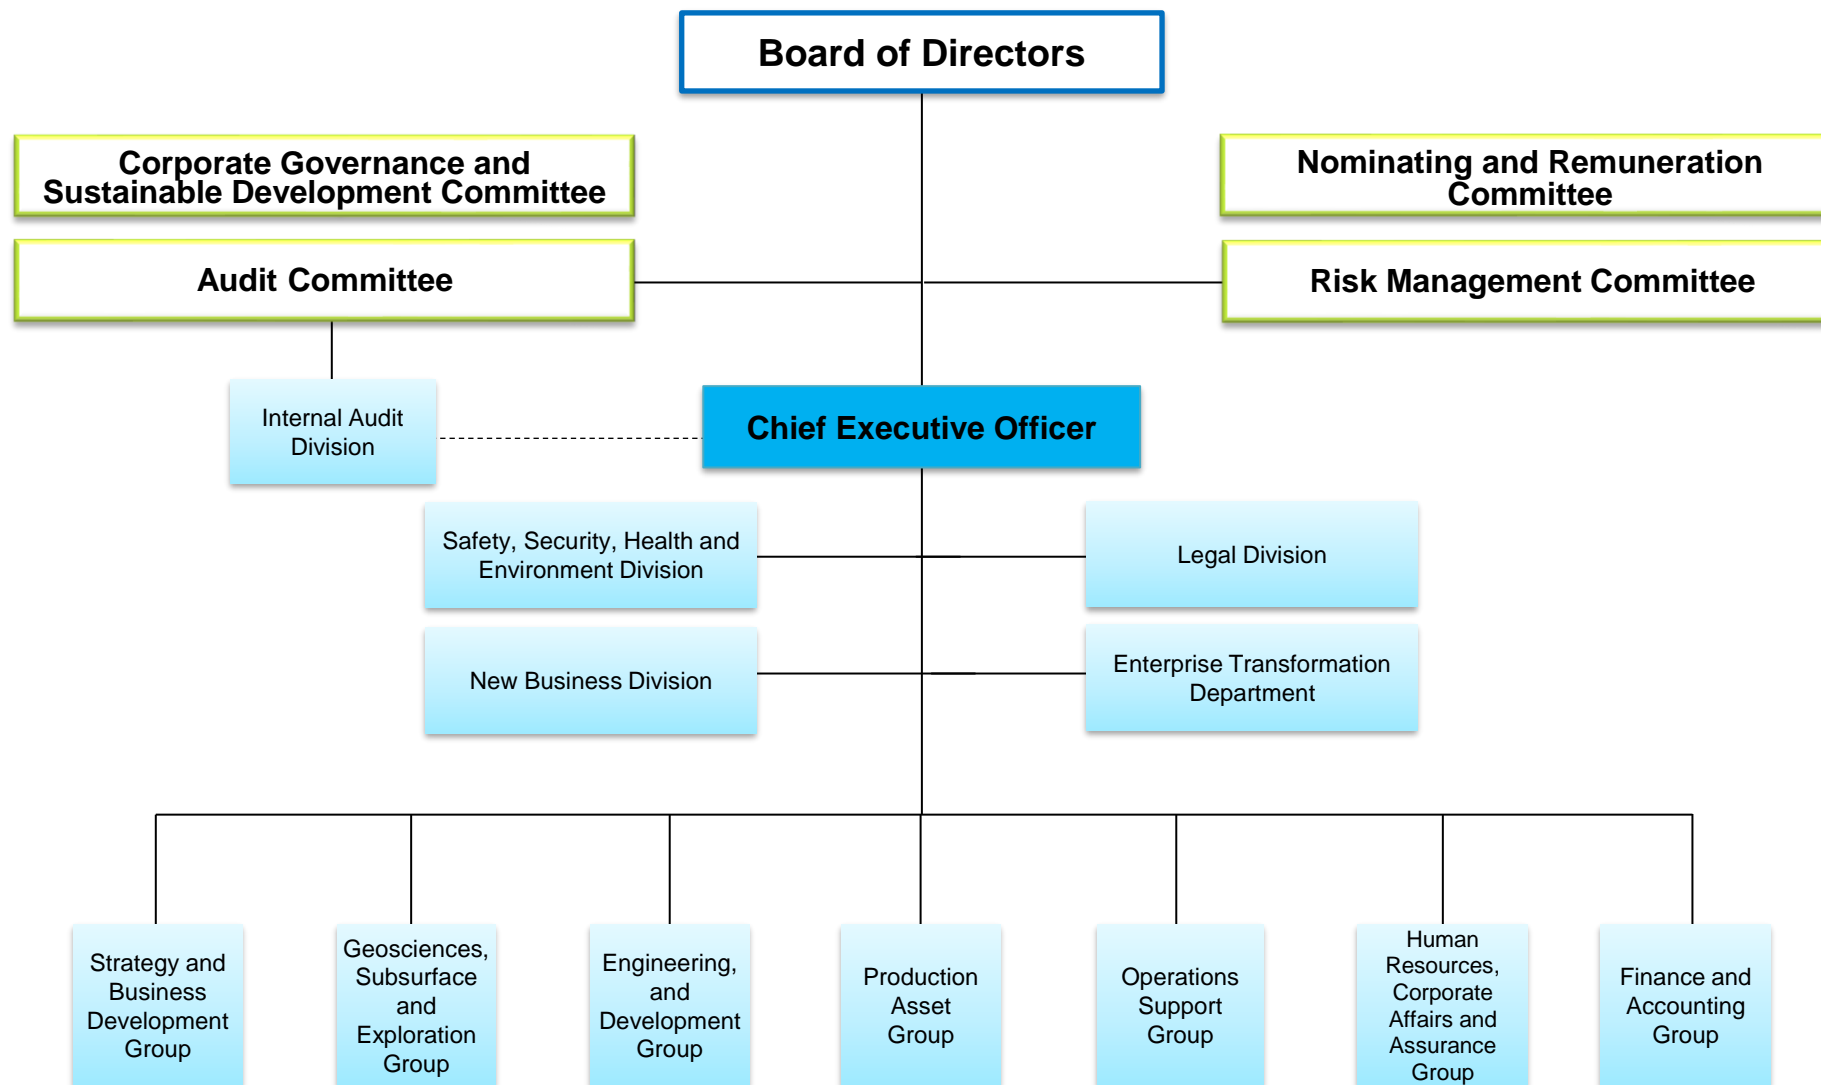 Board of Directors
Corporate Governance and
Sustainable Development Committee
Nominating and Remuneration
Committee
Audit Committee
Risk Management Committee
Internal Audit
Division
Chief Executive Officer
Safety, Security, Health and
Environment Division
Legal Division
New Business Division
Enterprise Transformation
Department
Strategy and
Business
Development
Group
Geosciences,
Subsurface
and
Exploration
Group
Engineering,
and
Development
Group
Production
Asset
Group
Operations
Support
Group
Human
Resources,
Corporate
Affairs and
Assurance
Group
Finance and
Accounting
Group